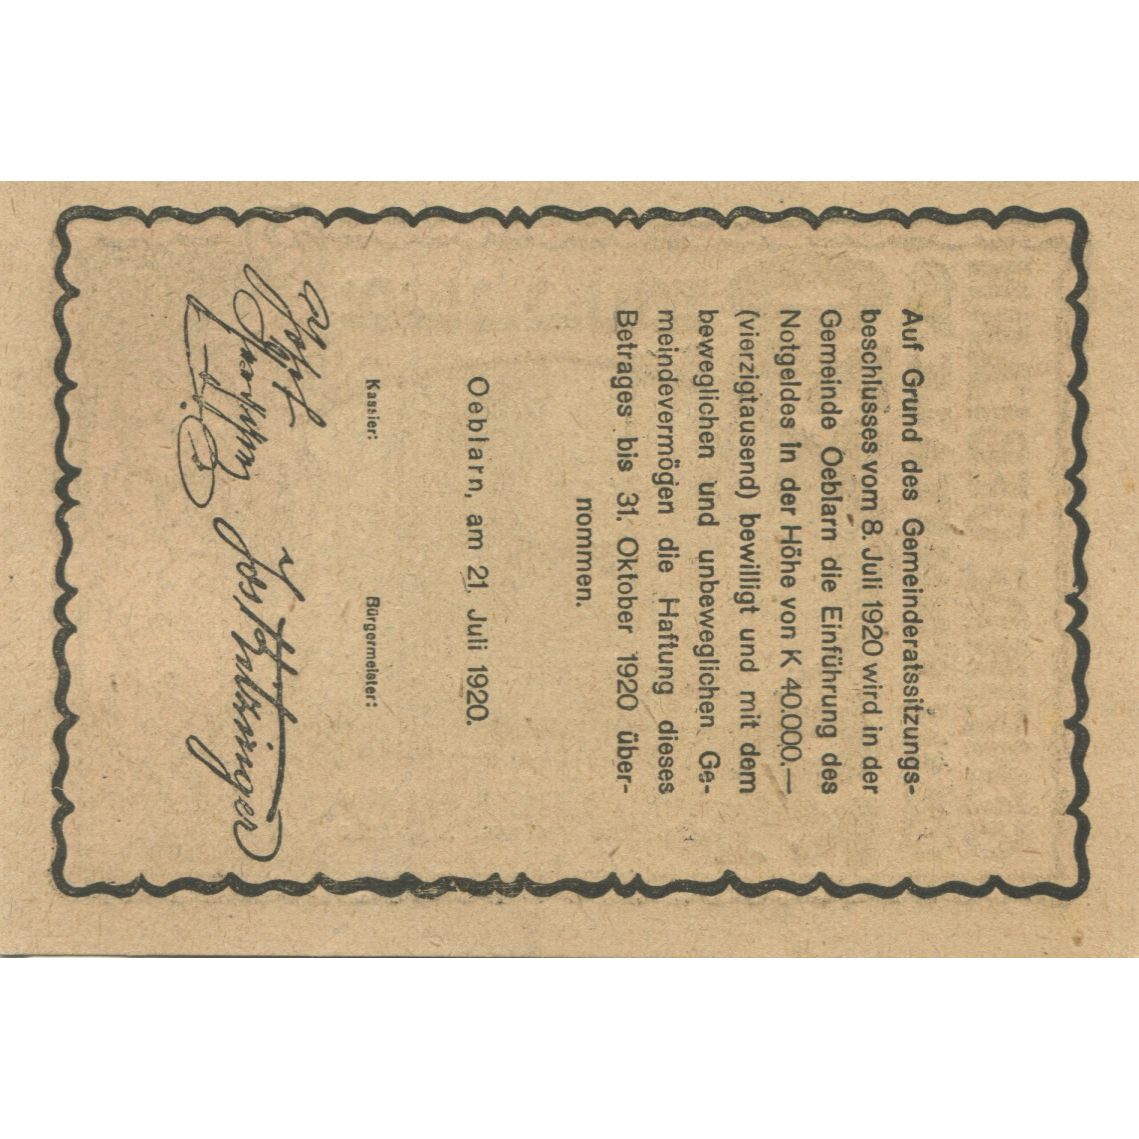 Auf Grund des Gemeinderatssitzungs-
beschlusses vom 8. Juli 1920 wird in der
Gemeinde Oeblarn die Einführung des
Notgeldes in der Höhe von K 40.000.—
(vierzigtausend) bewilligt und mit dem
beweglichen und unbeweglichen Ge-
meindevermögen die Haftung dieses
Betrages bis 31. Oktober 1920 über-
nommen.
Oeblarn, am 21. Juli 1920.
Kassier: Bürgermeister: